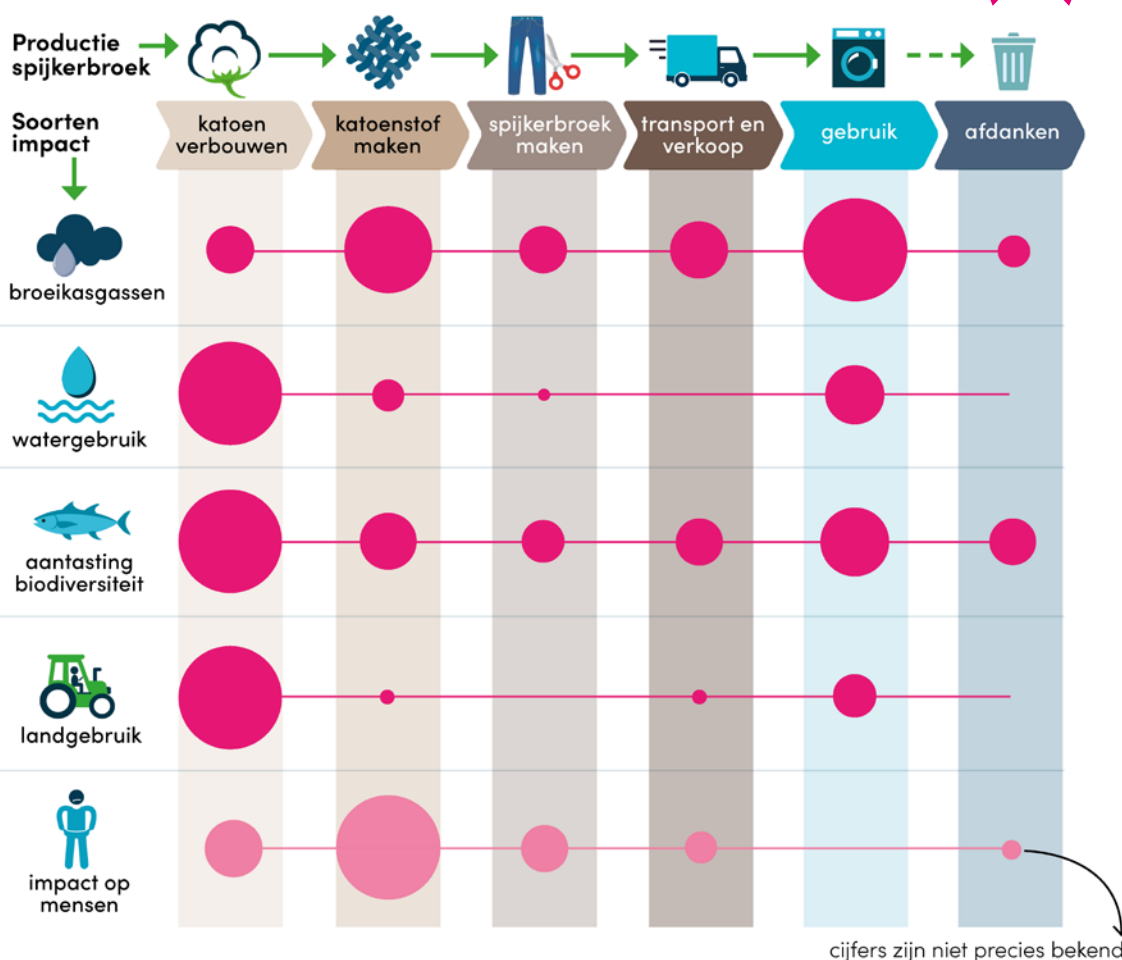 Productie
spijkerbroek
Soorten
impact
katoen
verbouwen
katoenstof
maken
spijkerbroek
maken
transport en
verkoop
gebruik
afdanken
broeikasgassen
watergebruik
aantasting
biodiversiteit
landgebruik
impact op
mensen
cijfers zijn niet precies bekend